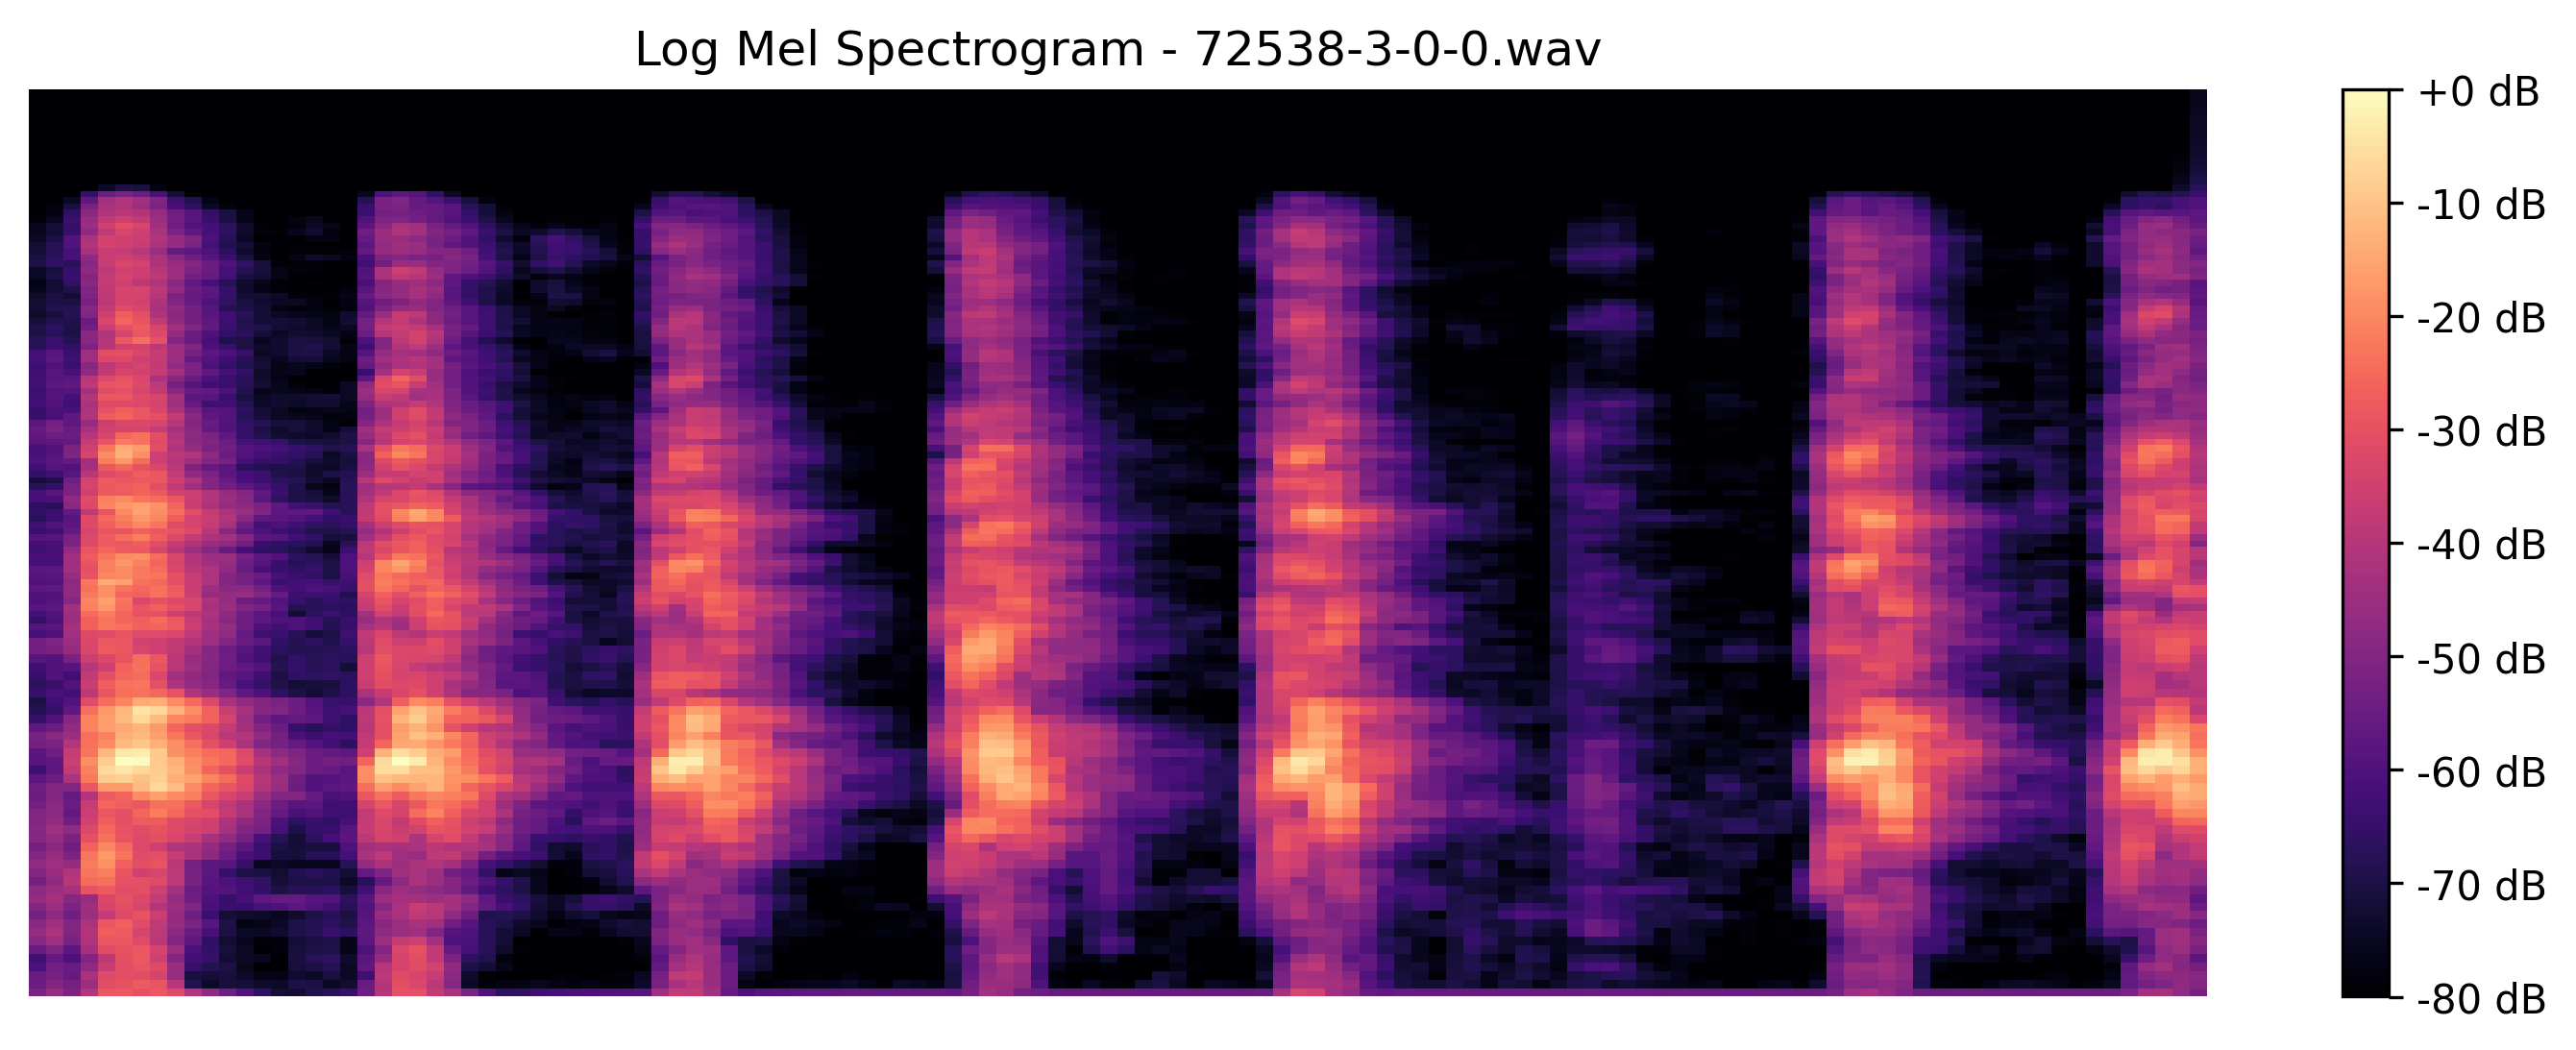 Log Mel Spectrogram - 72538-3-0-0.wav
+0 dB
-10 dB
-20 dB
-30 dB
-40 dB
-50 dB
-60 dB
-70 dB
-80 dB